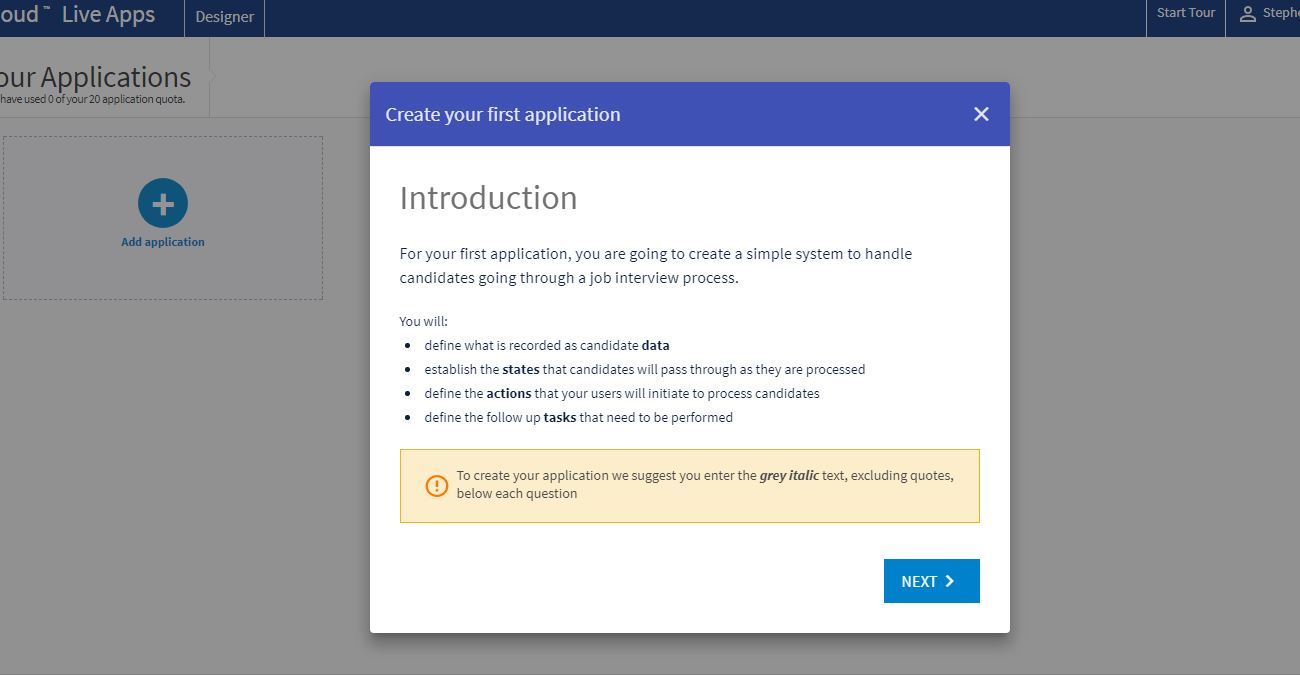 oud™ Live Apps
Designer
Start Tour
Stephe
our Applications
have used 0 of your 20 application quota.
Add application
Create your first application
Introduction
For your first application, you are going to create a simple system to handle
candidates going through a job interview process.
You will:
define what is recorded as candidate data
establish the states that candidates will pass through as they are processed
define the actions that your users will initiate to process candidates
define the follow up tasks that need to be performed
To create your application we suggest you enter the grey italic text, excluding quotes,
below each question
NEXT